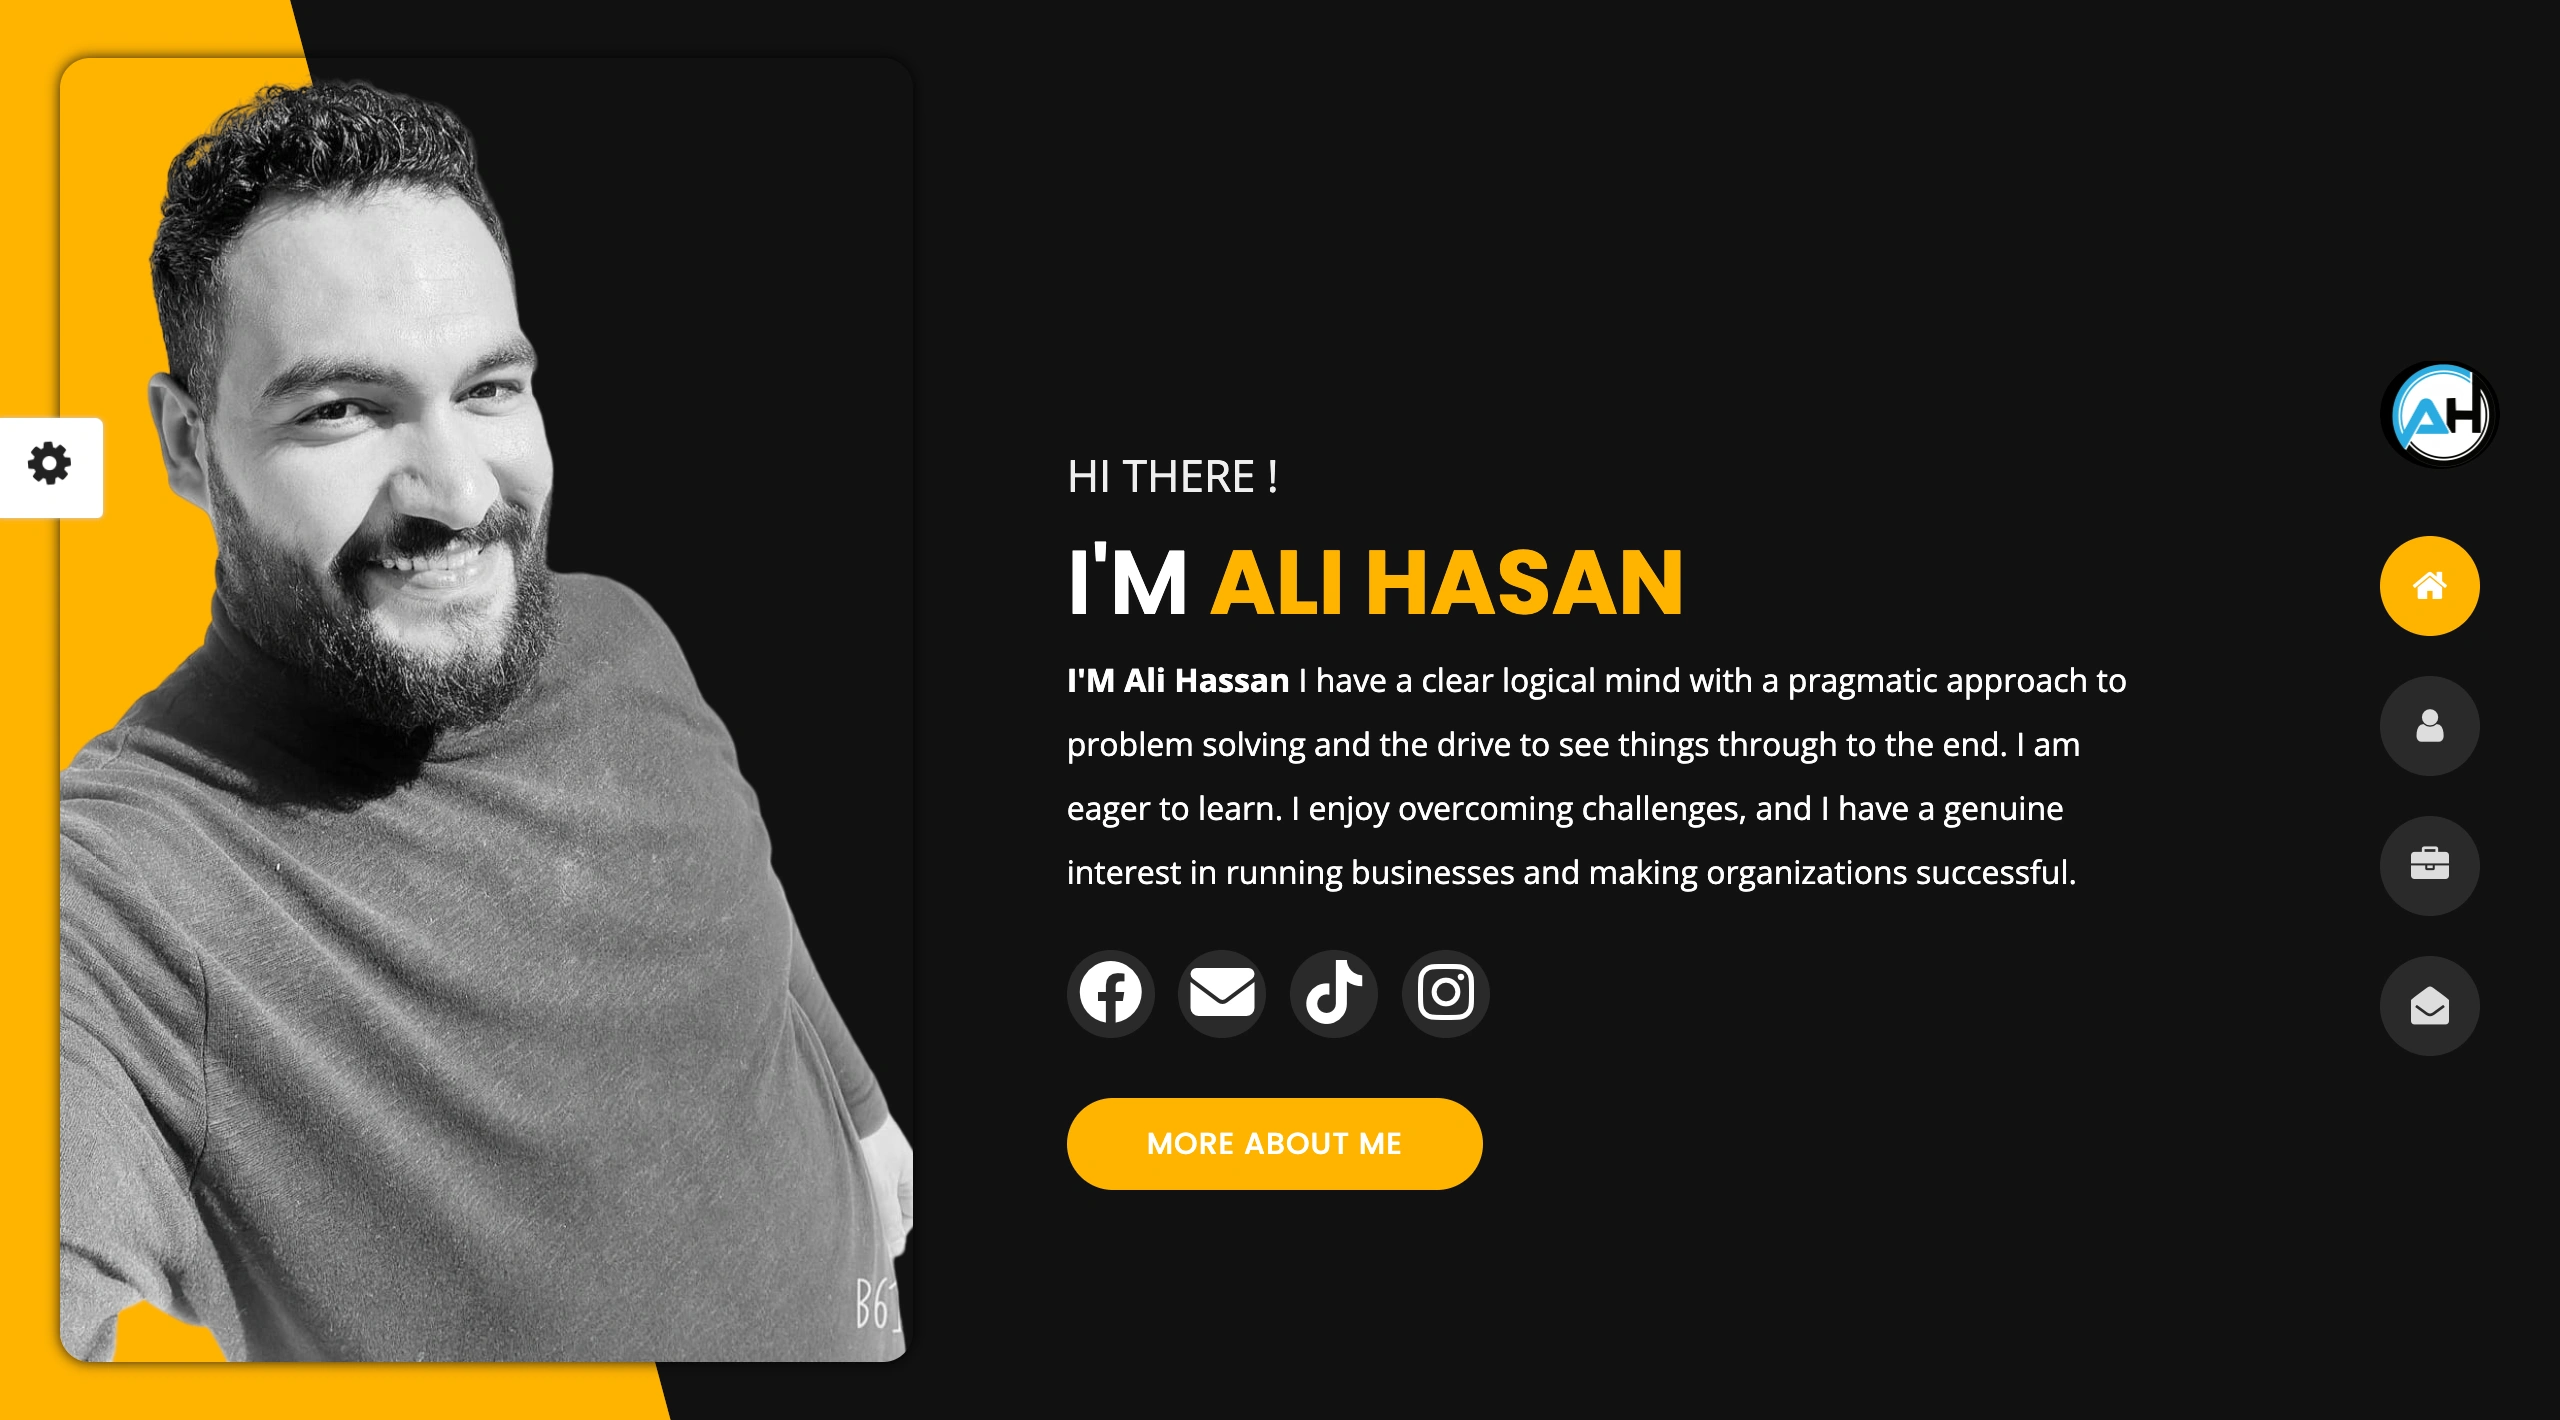 HI THERE !
I'M ALI HASAN
I'M Ali Hassan I have a clear logical mind with a pragmatic approach to
problem solving and the drive to see things through to the end. I am
eager to learn. I enjoy overcoming challenges, and I have a genuine
interest in running businesses and making organizations successful.
MORE ABOUT ME
AH
B61